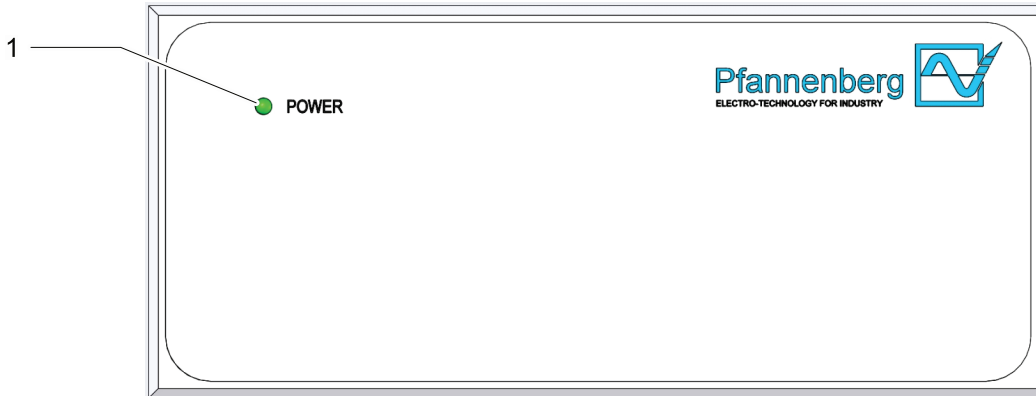 1
POWER
Pfannenberg
ELECTRO-TECHNOLOGY FOR INDUSTRY